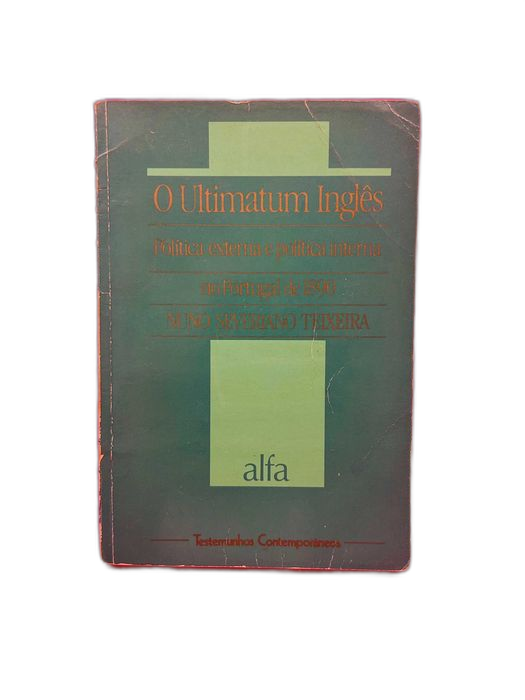 O Ultimatum Inglês
Política externa e política interna
no Portugal de 1890
NUNO SEVERIANO TEIXEIRA
alfa
Testemunhos Contemporâneos